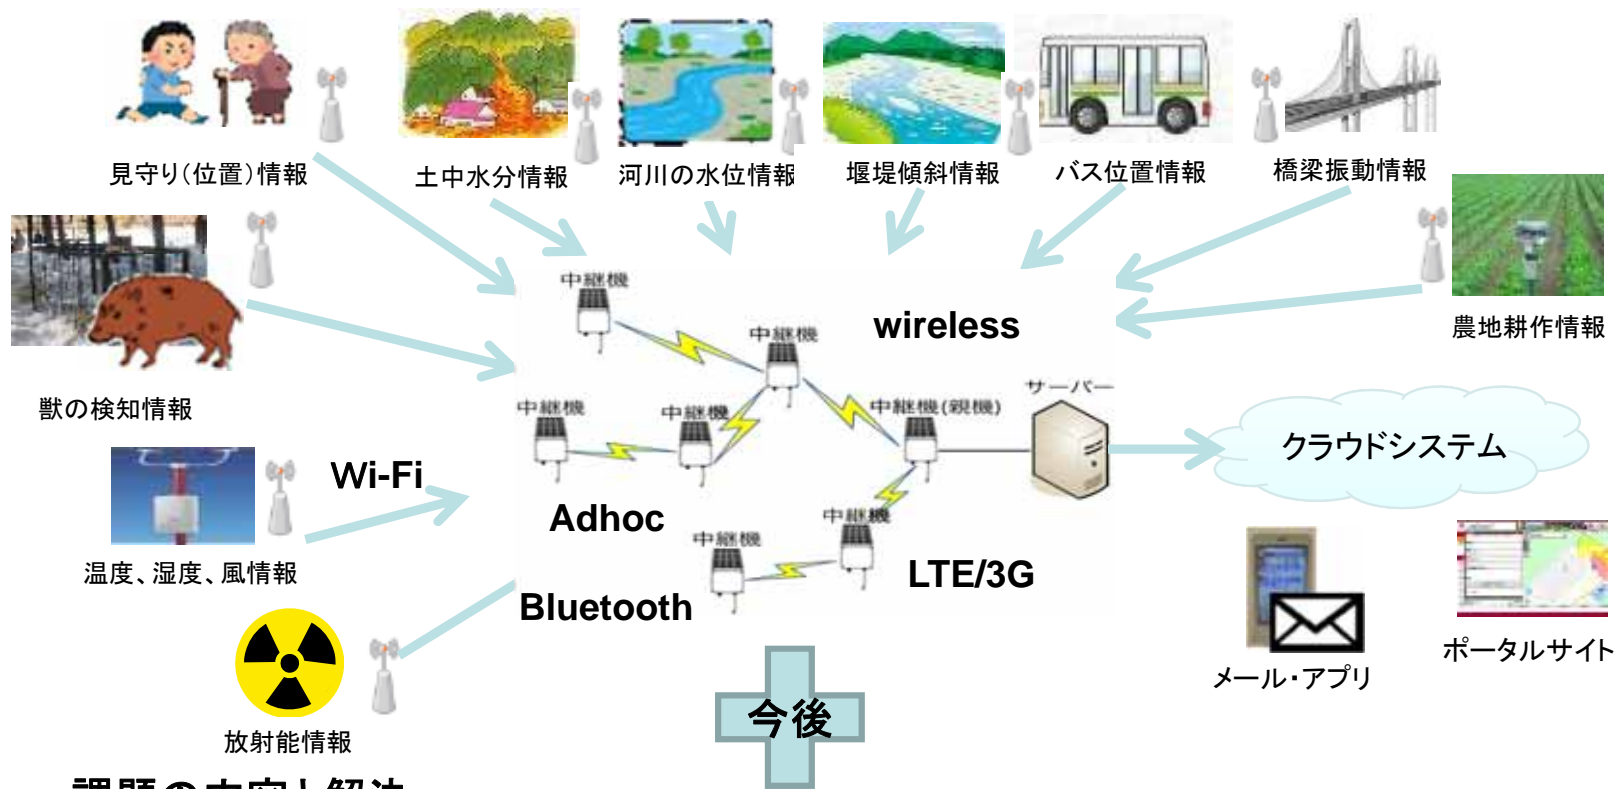 見守り(位置)情報
土中水分情報
河川の水位情報
堰堤傾斜情報
バス位置情報
橋梁振動情報
農地耕作情報
獣の検知情報
温度、湿度、風情報
放射能情報
Wi-Fi
Adhoc
Bluetooth
wireless
LTE/3G
中継機
中継機
中継機
中継機
中継機(親機)
サーバー
中継機
中継機
クラウドシステム
メール・アプリ
ポータルサイト
今後